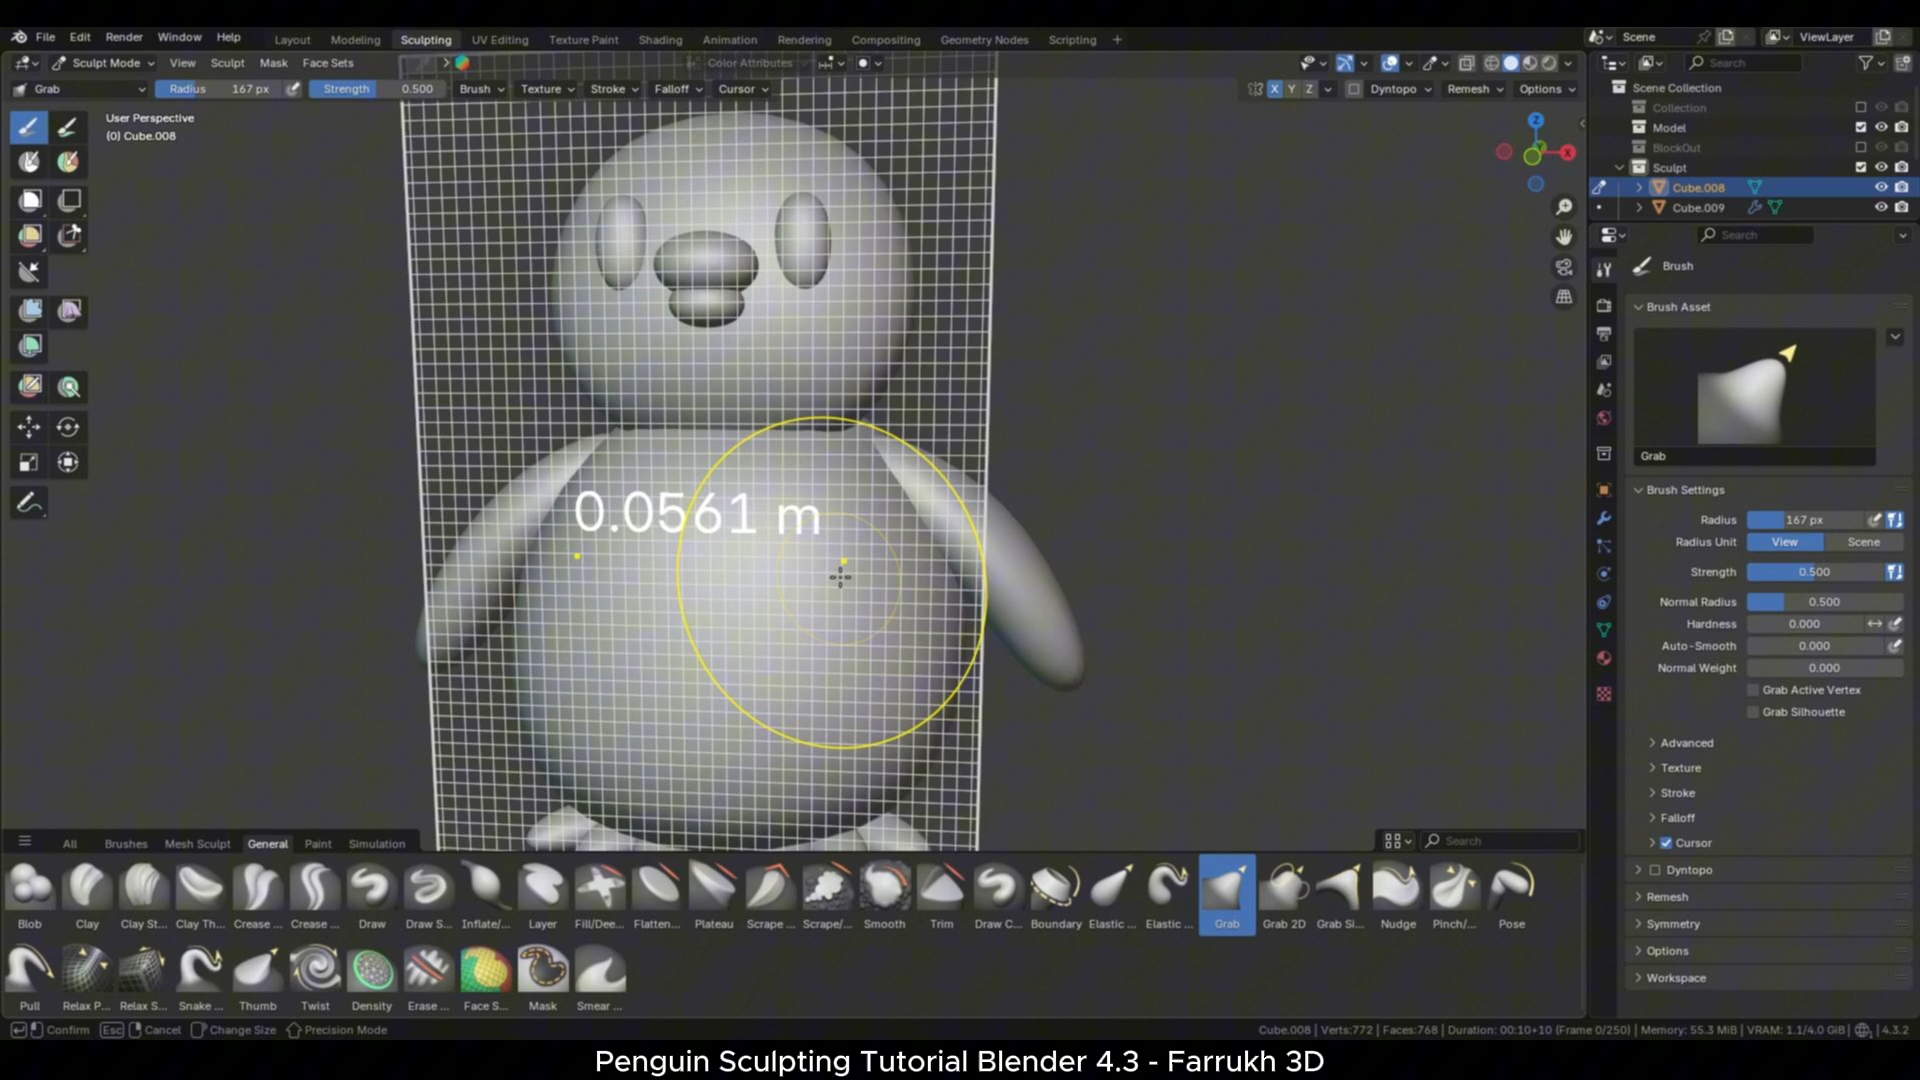 File Edit Render Window Help Layout Modeling Sculpting UV Editing Texture Paint Shading Animation Rendering Compositing Geometry Nodes Scripting + Scene ViewLayer
Sculpt Mode View Sculpt Mask Face Sets Color Attributes Search
Grab Radius 167 px Strength 0.500 Brush Texture Stroke Falloff Cursor X Y Z Dyntopo Remesh Options
Scene Collection
Collection
Model
BlockOut
Sculpt
Cube.008
Cube.009
User Perspective
(0) Cube.008
Z
X
Search
Brush
Brush Asset
Grab
Brush Settings
Radius 167 px
Radius Unit View Scene
Strength 0.500
Normal Radius 0.500
Hardness 0.000
Auto-Smooth 0.000
Normal Weight 0.000
Grab Active Vertex
Grab Silhouette
Advanced
Texture
Stroke
Falloff
Cursor
Dyntopo
Remesh
Symmetry
Options
Workspace
0.0561 m
All Brushes Mesh Sculpt General Paint Simulation Search
Blob Clay Clay St... Clay Th... Crease ... Crease ... Draw Draw S... Inflate/... Layer Fill/Dee... Flatten... Plateau Scrape ... Scrape/... Smooth Trim Draw C... Boundary Elastic ... Elastic ... Grab Grab 2D Grab Si... Nudge Pinch/... Pose
Pull Relax P... Relax S... Snake ... Thumb Twist Density Erase ... Face S... Mask Smear ...
Confirm Esc Cancel Change Size Precision Mode Cube.008 | Verts:772 | Faces:768 | Duration: 00:10+10 (Frame 0/250) | Memory: 55.3 MiB | VRAM: 1.1/4.0 GiB | 4.3.2
Penguin Sculpting Tutorial Blender 4.3 - Farrukh 3D